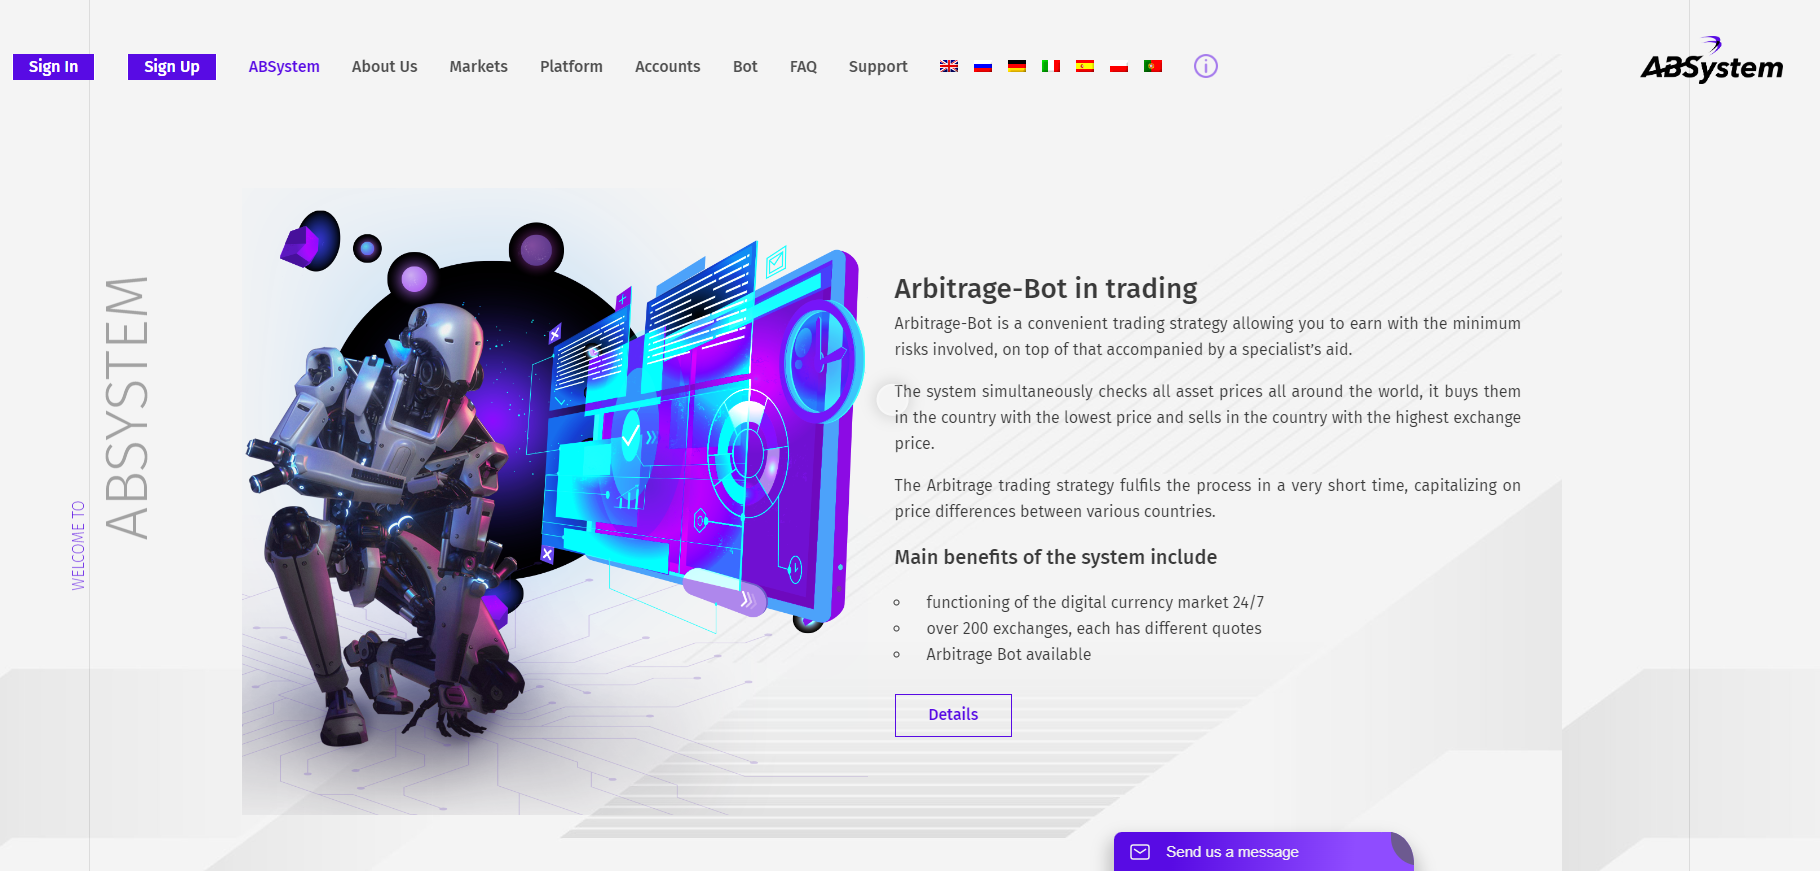 Sign In
Sign Up
ABSystem
About Us
Markets
Platform
Accounts
Bot
FAQ
Support
ABSystem
WELCOME TO
ABSYSTEM
Arbitrage-Bot in trading
Arbitrage-Bot is a convenient trading strategy allowing you to earn with the minimum
risks involved, on top of that accompanied by a specialist's aid.
The system simultaneously checks all asset prices all around the world, it buys them
in the country with the lowest price and sells in the country with the highest exchange
price.
The Arbitrage trading strategy fulfils the process in a very short time, capitalizing on
price differences between various countries.
Main benefits of the system include
functioning of the digital currency market 24/7
over 200 exchanges, each has different quotes
Arbitrage Bot available
Details
Send us a message